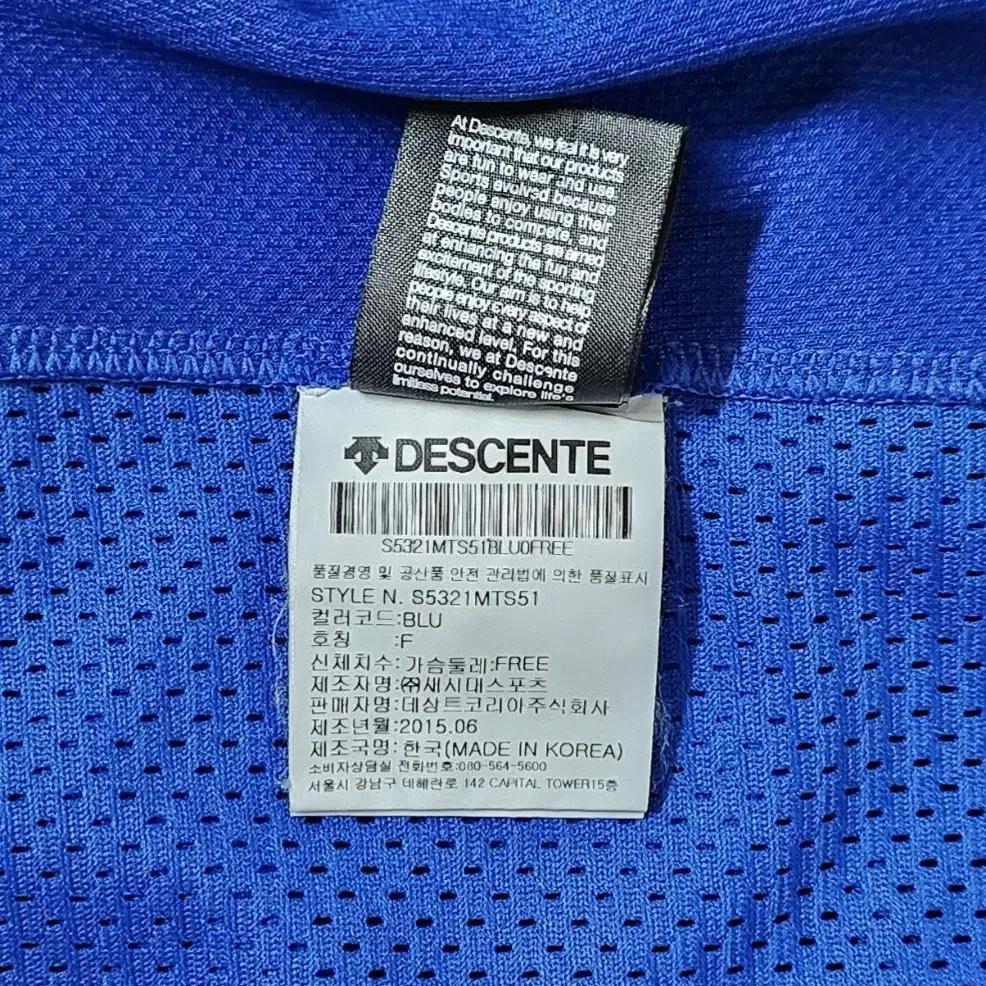 At Descente, we feel it is very
important that our products
are fun to wear and use
Sports evolved because
people enjoy using their
bodies to compete, and
Descente products are aimed
at enhancing the fun and
excitement of the sporting
lifestyle. Our aim is to help
people enjoy every aspect of
their lives at a new and
enhanced level. For this
reason, we at Descente
continually challenge
ourselves to explore life's
limitless potential.
DESCENTE
S5321MTS51BLU0FREE
품질경영 및 공산품 안전 관리법에 의한 품질표시
STYLE N. S5321MTS51
컬러코드:BLU
호칭 :F
신체치수: 가슴둘레:FREE
제조자명:㈜새시대스포츠
판매자명:데상트코리아주식회사
제조년월:2015.06
제조국명: 한국(MADE IN KOREA)
소비자상담실 전화번호:080-564-5600
서울시 강남구 테헤란로 142 CAPITAL TOWER15층